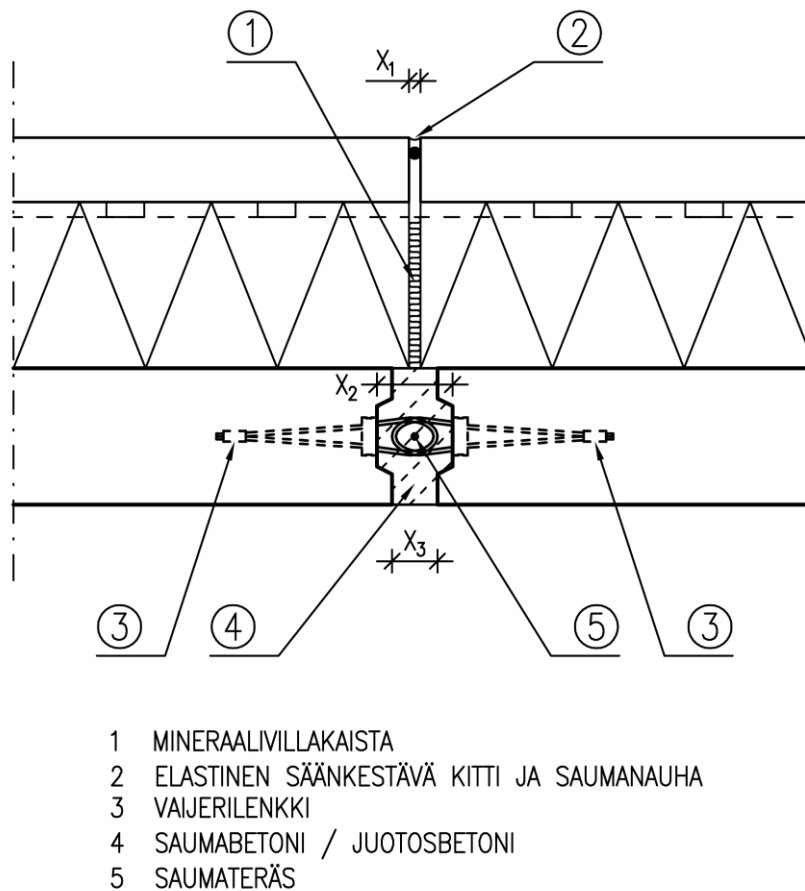 1 2
X1
X2
X3
3 4 5 3
1 MINERAALIVILLAKAISTA
2 ELASTINEN SÄÄNKESTÄVÄ KITTI JA SAUMANAUHA
3 VAIJERILENKKI
4 SAUMABETONI / JUOTOSBETONI
5 SAUMATERÄS